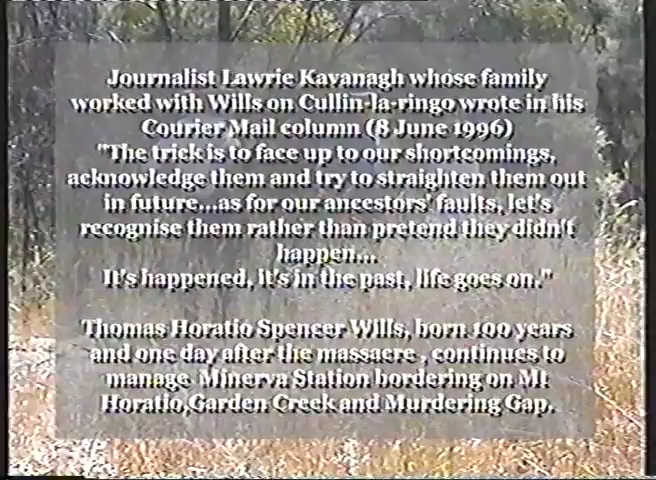 Journalist Lawrie Kavanagh whose family
worked with Wills on Cullin-la-ringo wrote in his
Courier Mail column (8 June 1996)
"The trick is to face up to our shortcomings,
acknowledge them and try to straighten them out
in future...as for our ancestors' faults, let's
recognise them rather than pretend they didn't
happen...
It's happened, it's in the past, life goes on."
Thomas Horatio Spencer Wills, born 100 years
and one day after the massacre , continues to
manage Minerva Station bordering on Mt
Horatio,Garden Creek and Murdering Gap.